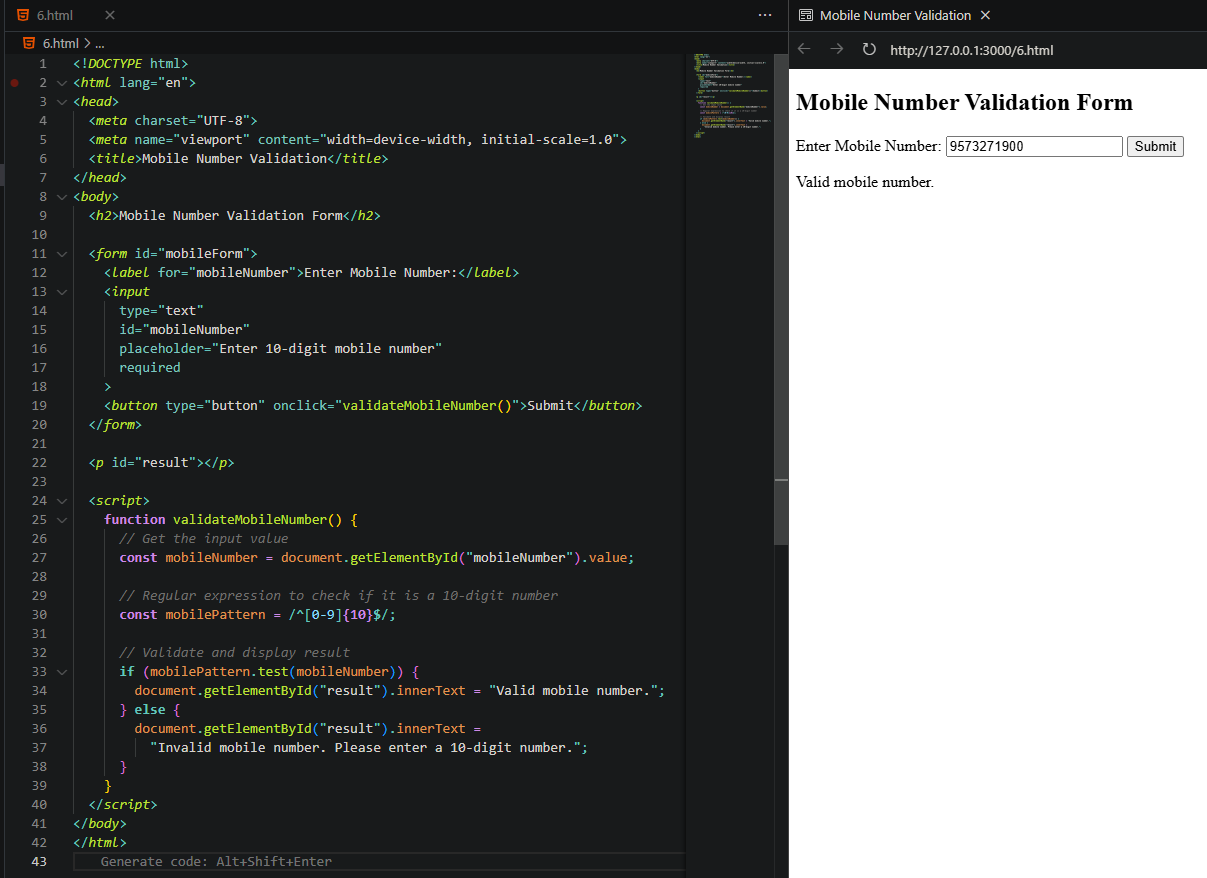 6.html
6.html > ...
1 <!DOCTYPE html>
2 <html lang="en">
3 <head>
4   <meta charset="UTF-8">
5   <meta name="viewport" content="width=device-width, initial-scale=1.0">
6   <title>Mobile Number Validation</title>
7 </head>
8 <body>
9   <h2>Mobile Number Validation Form</h2>
10
11   <form id="mobileForm">
12     <label for="mobileNumber">Enter Mobile Number:</label>
13     <input
14       type="text"
15       id="mobileNumber"
16       placeholder="Enter 10-digit mobile number"
17       required
18     >
19     <button type="button" onclick="validateMobileNumber()">Submit</button>
20   </form>
21
22   <p id="result"></p>
23
24   <script>
25     function validateMobileNumber() {
26       // Get the input value
27       const mobileNumber = document.getElementById("mobileNumber").value;
28
29       // Regular expression to check if it is a 10-digit number
30       const mobilePattern = /^[0-9]{10}$/;
31
32       // Validate and display result
33       if (mobilePattern.test(mobileNumber)) {
34         document.getElementById("result").innerText = "Valid mobile number.";
35       } else {
36         document.getElementById("result").innerText =
37           "Invalid mobile number. Please enter a 10-digit number.";
38       }
39     }
40   </script>
41 </body>
42 </html>
43 Generate code: Alt+Shift+Enter
Mobile Number Validation
http://127.0.0.1:3000/6.html
Mobile Number Validation Form
Enter Mobile Number: 9573271900 Submit
Valid mobile number.